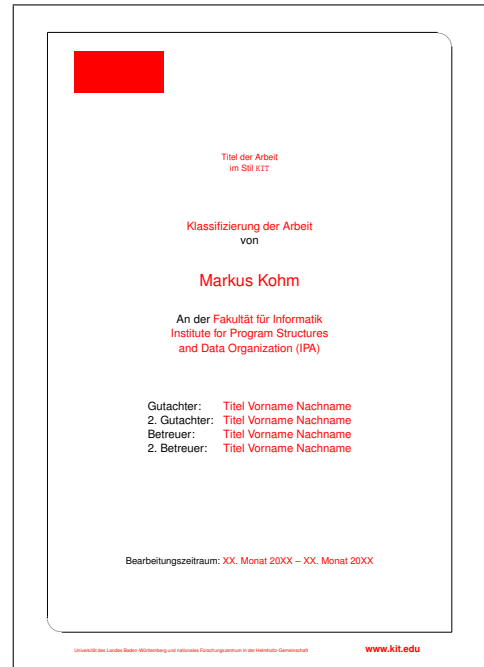 Titel der Arbeit
im Stil KIT
Klassifizierung der Arbeit
von
Markus Kohm
An der Fakultät für Informatik
Institute for Program Structures
and Data Organization (IPA)
Gutachter: Titel Vorname Nachname
2. Gutachter: Titel Vorname Nachname
Betreuer: Titel Vorname Nachname
2. Betreuer: Titel Vorname Nachname
Bearbeitungszeitraum: XX. Monat 20XX – XX. Monat 20XX
Universität des Landes Baden-Württemberg und nationales Forschungszentrum in der Helmholtz-Gemeinschaft www.kit.edu